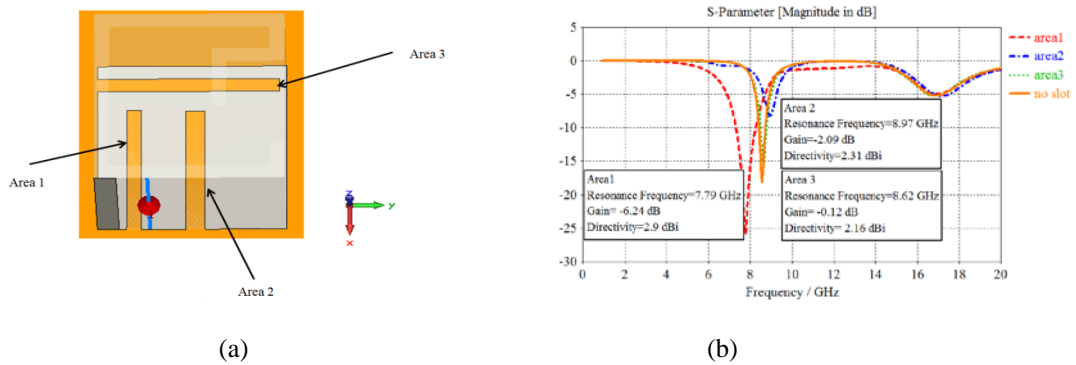 Area 3
Area 1
Area 2
Z
y
x
(a)
S-Parameter [Magnitude in dB]
5
0
-5
-10
-15
-20
-25
-30
0 2 4 6 8 10 12 14 16 18 20
Frequency / GHz
area1
area2
area3
no slot
Area 2
Resonance Frequency=8.97 GHz
Gain=-2.09 dB
Directivity=2.31 dBi
Area1
Resonance Frequency=7.79 GHz
Gain= -6.24 dB
Directivity=2.9 dBi
Area 3
Resonance Frequency=8.62 GHz
Gain= -0.12 dB
Directivity=2.16 dBi
(b)